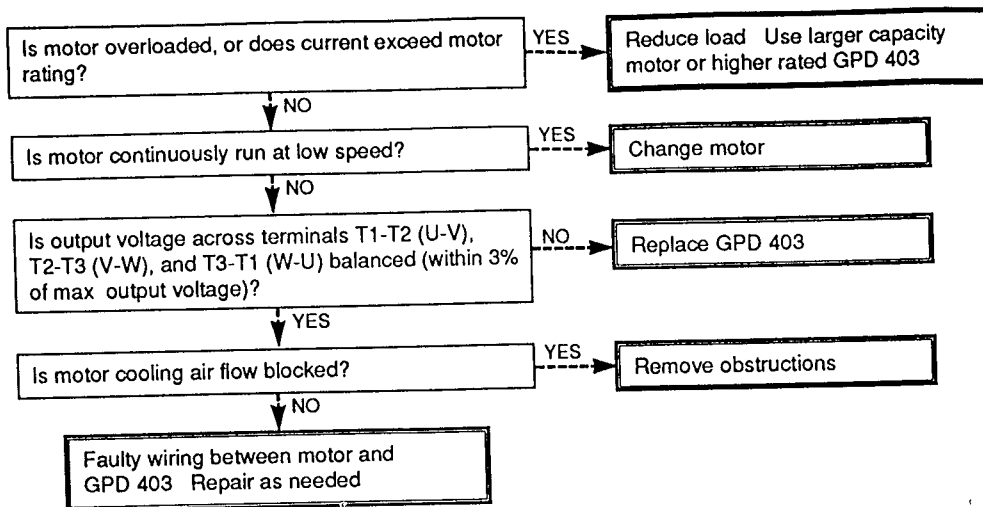 Is motor overloaded, or does current exceed motor
rating?
YES
Reduce load Use larger capacity
motor or higher rated GPD 403
NO
Is motor continuously run at low speed?
YES
Change motor
NO
Is output voltage across terminals T1-T2 (U-V),
T2-T3 (V-W), and T3-T1 (W-U) balanced (within 3%
of max output voltage)?
NO
Replace GPD 403
YES
Is motor cooling air flow blocked?
YES
Remove obstructions
NO
Faulty wiring between motor and
GPD 403 Repair as needed